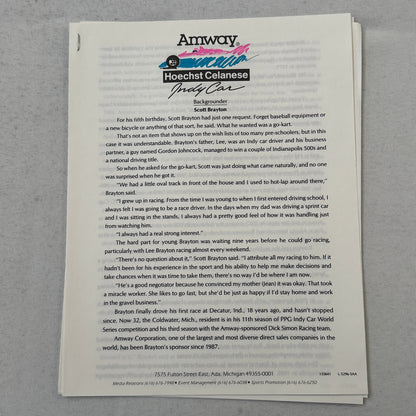 Amway®
Hoechst Celanese
Indy Car
Backgrounder
Scott Brayton
For his fifth birthday, Scott Brayton had just one request. Forget baseball equipment or
a new bicycle or anything of that sort, he said. What he wanted was a go-kart.
That's not an item that shows up on the wish lists of too many pre-schoolers, but in this
case it was understandable. Brayton's father, Lee, was an Indy car driver and his business
partner, a guy named Gordon Johncock, managed to win a couple of Indianapolis 500s and
a national driving title.
So when he asked for the go-kart, Scott was just doing what came naturally, and no one
was surprised when he got it.
"We had a little oval track in front of the house and I used to hot-lap around there,"
Brayton said.
"I grew up in racing. From the time I was young to when I first entered driving school, I
always felt I was going to be a race driver. In the days when my dad was driving a sprint car
and I was sitting in the stands, I always had a pretty good feel of how it was handling just
from watching him.
"I always had a real strong interest."
The hard part for young Brayton was waiting nine years before he could go racing,
particularly with Lee Brayton racing almost every weekend.
"There's no question about it," Scott Brayton said. "I attribute all my racing to him. If it
hadn't been for his experience in the sport and his ability to help me make decisions and
take chances when it was time to take them, there's no way I'd be where I am now.
"He's a good negotiator because he convinced my mother (Jean) it was okay. That took
a miracle worker. She likes to go fast, but she'd be just as happy if I'd stay home and work
in the gravel business."
Brayton finally drove his first race at Decatur, Ind., 18 years ago, and hasn't stopped
since. Now 32, the Coldwater, Mich., resident is in his 11th season of PPG Indy Car World
Series competition and his third season with the Amway-sponsored Dick Simon Racing team.
Amway Corporation, one of the largest and most diverse direct sales companies in the
world, has been Brayton's sponsor since 1987.
7575 Fulton Street East, Ada, Michigan 49355-0001
Media Relations (616) 676-7948 • Event Management (616) 676-6038 • Sports Promotion (616) 676-6292